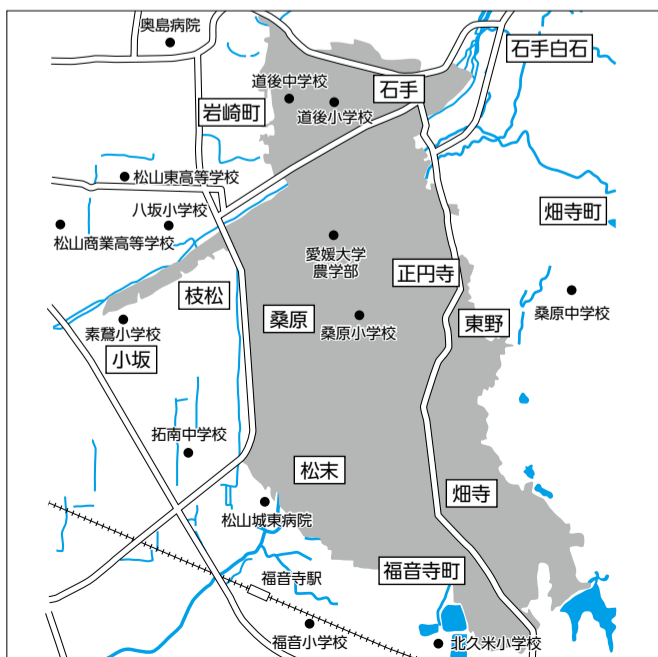 奥島病院
石手白石
道後中学校
石手
岩崎町
道後小学校
松山東高等学校
八坂小学校
畑寺町
松山商業高等学校
愛媛大学
農学部
正円寺
枝松
桑原
東野
桑原中学校
素鵞小学校
桑原小学校
小坂
拓南中学校
松末
畑寺
松山城東病院
福音寺駅
福音寺町
福音小学校
北久米小学校